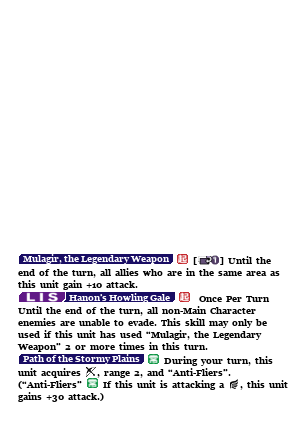 Mulagir, the Legendary Weapon [1] Until the
end of the turn, all allies who are in the same area as
this unit gain +10 attack.
LIS Hanon's Howling Gale Once Per Turn
Until the end of the turn, all non-Main Character
enemies are unable to evade. This skill may only be
used if this unit has used “Mulagir, the Legendary
Weapon” 2 or more times in this turn.
Path of the Stormy Plains During your turn, this
unit acquires , range 2, and “Anti-Fliers”.
(“Anti-Fliers” If this unit is attacking a , this unit
gains +30 attack.)